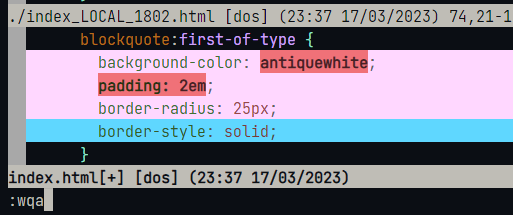 ./index_LOCAL_1802.html [dos] (23:37 17/03/2023) 74,21-1
blockquote:first-of-type {
background-color: antiquewhite;
padding: 2em;
border-radius: 25px;
border-style: solid;
}
index.html[+] [dos] (23:37 17/03/2023)
:wqa